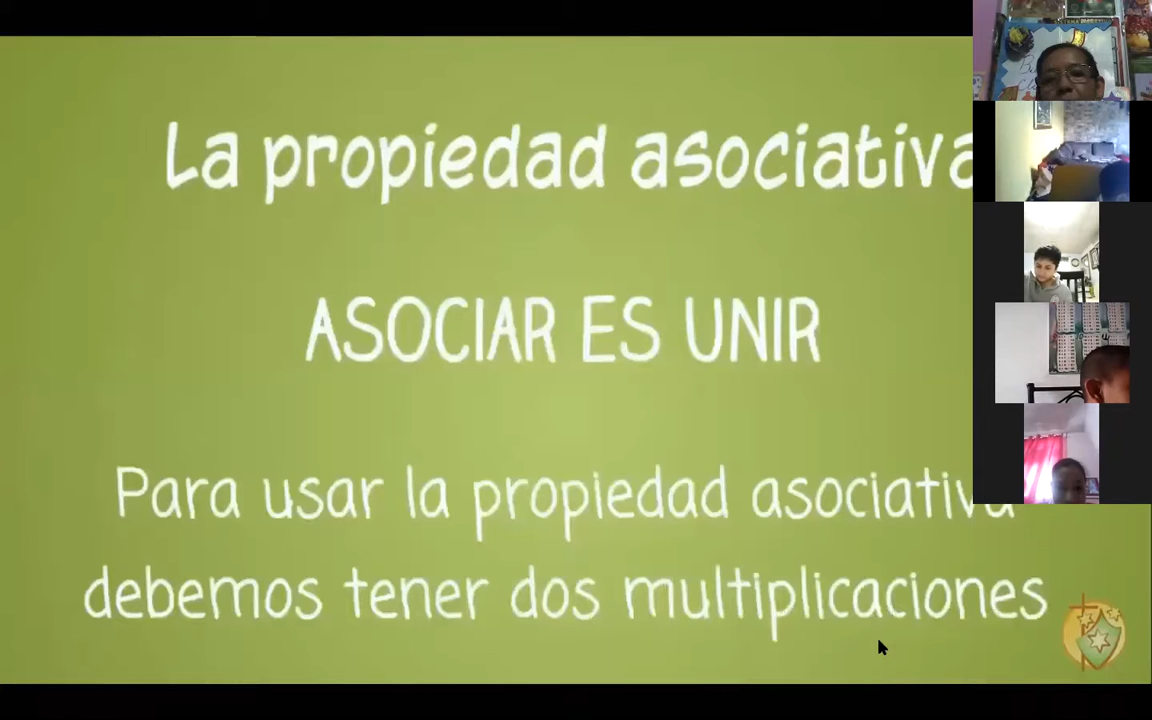 La propiedad asociativa
ASOCIAR ES UNIR
Para usar la propiedad asociativa
debemos tener dos multiplicaciones